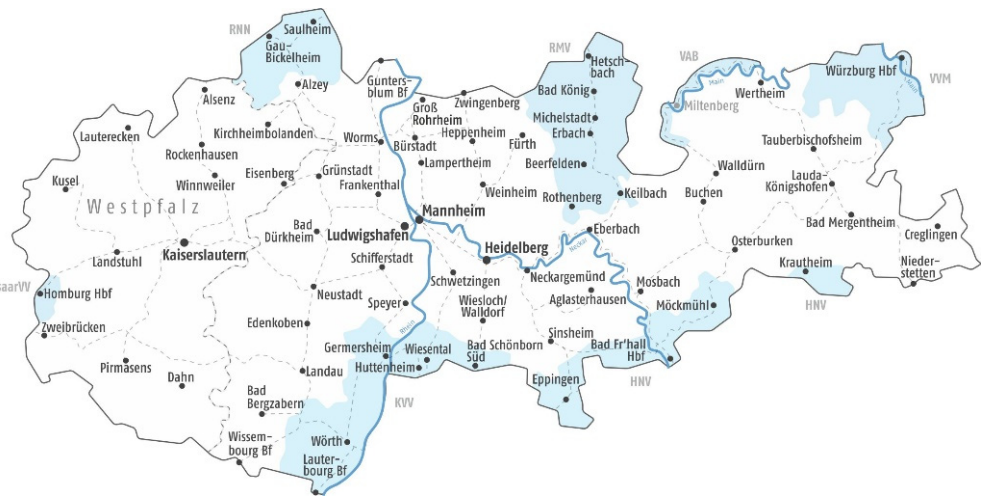 RNN
Saulheim
Gau-
Bickelheim
Alsenz
Alzey
Gunters-
blum Bf
Groß
Rohrheim
Zwingenberg
RMV
Hetsch-
bach
Bad König
Michelstadt
Erbach
Beerfelden
Rothenberg
Keilbach
VAB
Main
Miltenberg
Wertheim
Würzburg Hbf
Main
VVM
Lauterecken
Kirchheimbolanden
Rockenhausen
Worms
Bürstadt
Heppenheim
Fürth
Lampertheim
Tauberbischofsheim
Walldürn
Lauda-
Königshofen
Kusel
Winnweiler
Eisenberg
Grünstadt
Frankenthal
Weinheim
Buchen
Bad Mergentheim
Creglingen
Westpfalz
Mannheim
Ludwigshafen
Bad
Dürkheim
Kaiserslautern
Landstuhl
Schifferstadt
Heidelberg
Neckar
Eberbach
Osterburken
Krautheim
HNV
Nieder-
stetten
saarVV
Homburg Hbf
Zweibrücken
Neustadt
Speyer
Rhein
Schwetzingen
Wiesloch/
Walldorf
Neckargemünd
Aglasterhausen
Mosbach
Möckmühl
Edenkoben
Germersheim
Huttenheim
Wiesental
Bad Schönborn
Süd
Sinsheim
Bad Fr'hall
Hbf
HNV
Eppingen
Pirmasens
Dahn
Landau
KVV
Bad
Bergzabern
Wissem-
bourg Bf
Wörth
Lauter-
bourg Bf